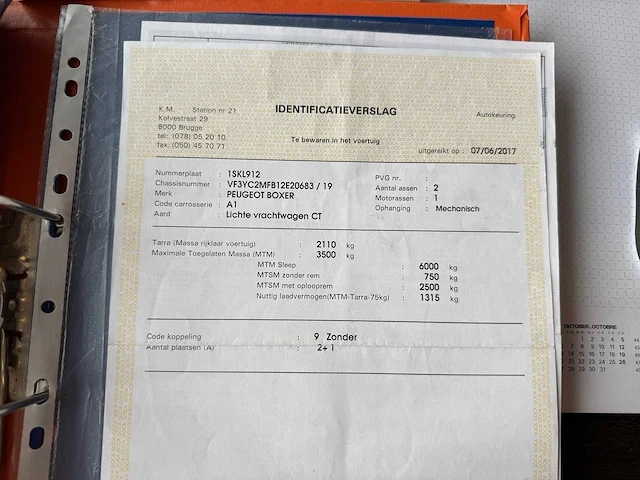 K.M. Station nr 21
Kolvestraat 29
8000 Brugge
tel: (078) 05 20 10
fax: (050) 45 70 71
IDENTIFICATIEVERSLAG
Autokeuring
Te bewaren in het voertuig
uitgereikt op : 07/06/2017
Nummerplaat : 1SKL912
Chassisnummer : VF3YC2MFB12E20683 / 19
Merk : PEUGEOT BOXER
Code carrosserie : A1
Aard : Lichte vrachtwagen CT
PVG nr. :
Aantal assen : 2
Motorassen : 1
Ophanging : Mechanisch
Tarra (Massa rijklaar voertuig) : 2110 kg
Maximale Toegelaten Massa (MTM) : 3500 kg
MTM Sleep : 6000 kg
MTSM zonder rem : 750 kg
MTSM met oplooprem : 2500 kg
Nuttig laadvermogen(MTM-Tarra-75kg) : 1315 kg
Code koppeling : 9 Zonder
Aantal plaatsen (A) : 2+ 1
OKTOBER_OCTOBRE